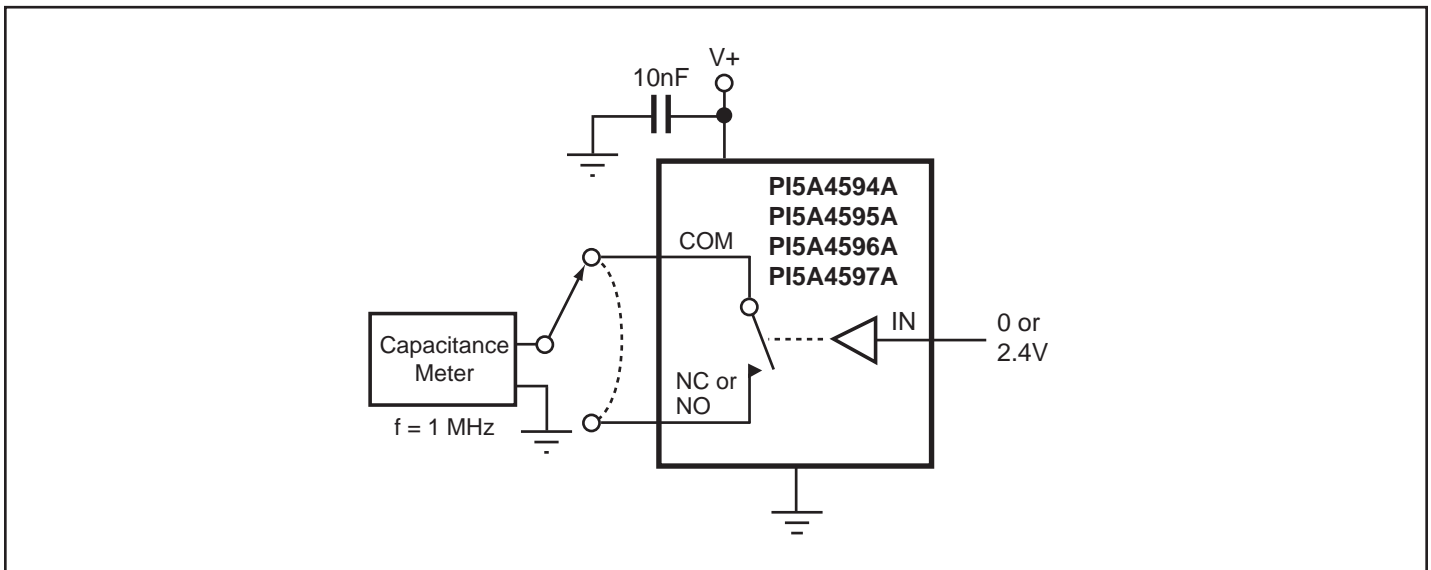 V+
10nF
PI5A4594A
PI5A4595A
PI5A4596A
PI5A4597A
COM
IN
0 or
2.4V
Capacitance
Meter
NC or
NO
f = 1 MHz